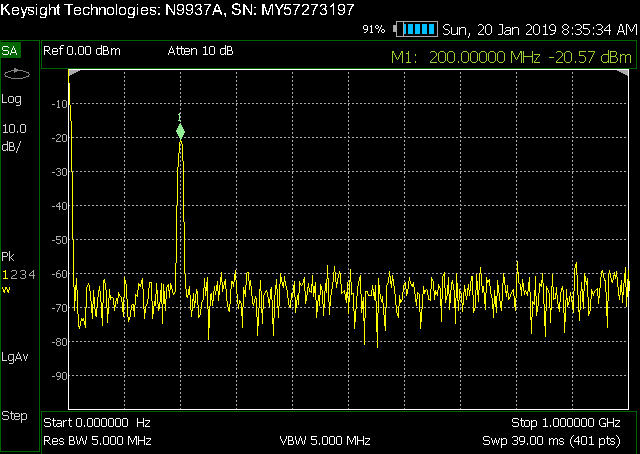 Keysight Technologies: N9937A, SN: MY57273197
91% Sun, 20 Jan 2019 8:35:34 AM
SA Ref 0.00 dBm Atten 10 dB M1: 200.00000 MHz -20.57 dBm
Log
10.0
dB/
-10
1
-20
-30
-40
-50
Pk
-60
1234
w
-70
-80
LgAv
-90
Step
Start 0.000000 Hz Stop 1.000000 GHz
Res BW 5.000 MHz VBW 5.000 MHz Swp 39.00 ms (401 pts)